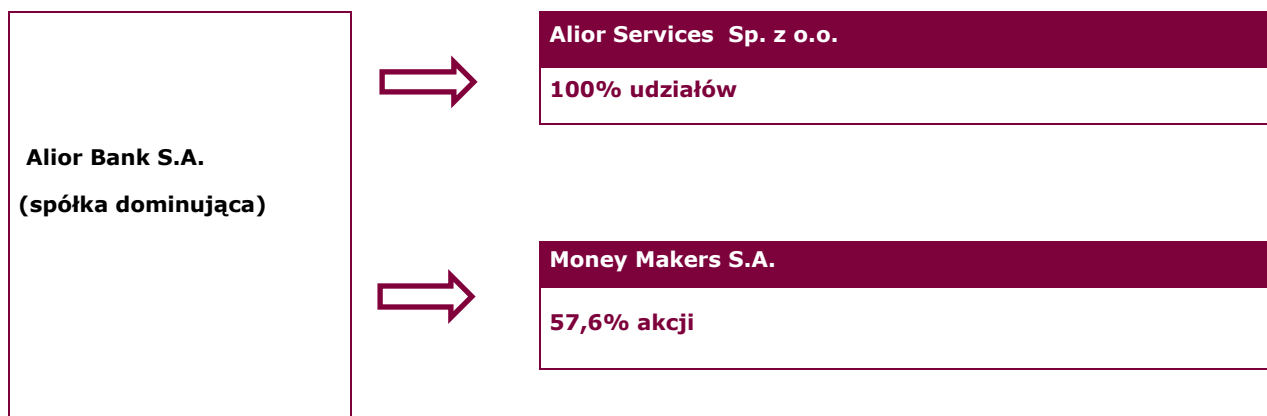 Alior Bank S.A.
(spółka dominująca)
Alior Services Sp. z o.o.
100% udziałów
Money Makers S.A.
57,6% akcji